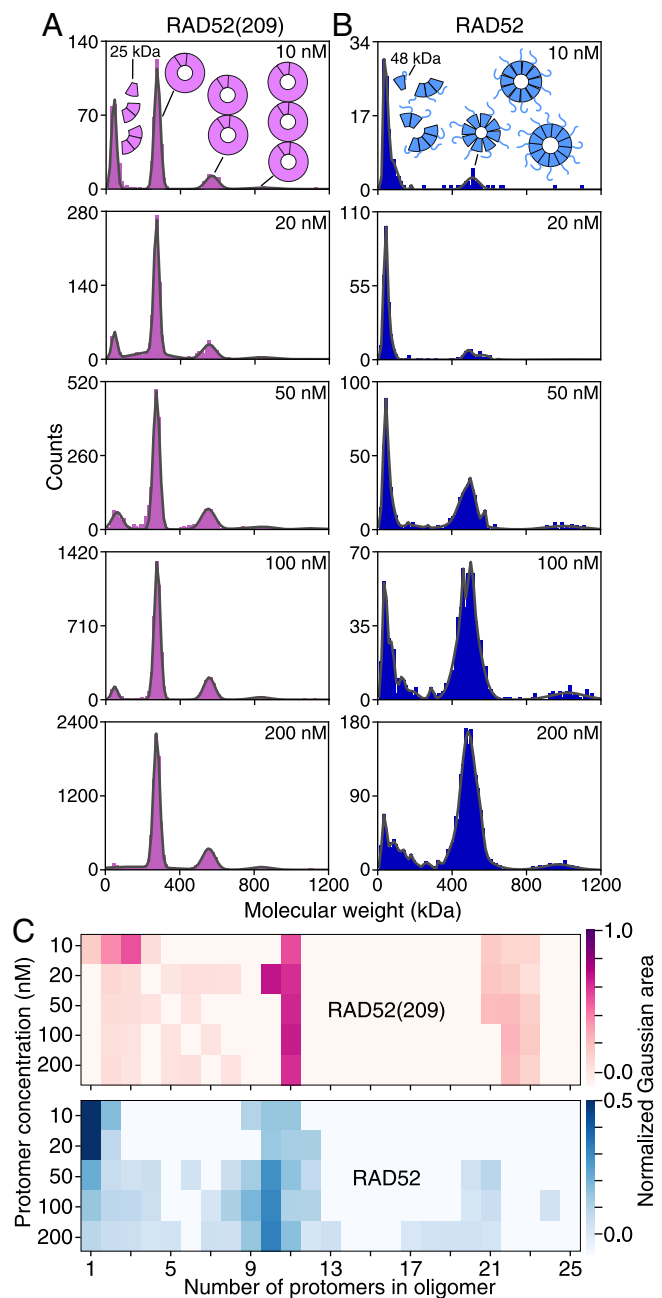 A
RAD52(209)
B
RAD52
140
70
0
25 kDa
10 nM
34
17
0
48 kDa
10 nM
280
140
0
20 nM
110
55
0
20 nM
520
260
0
50 nM
100
50
0
50 nM
Counts
1420
710
0
100 nM
70
35
0
100 nM
2400
1200
0
200 nM
180
90
0
200 nM
0 400 800 1200
0 400 800 1200
Molecular weight (kDa)
C
Protomer concentration (nM)
10
20
50
100
200
RAD52(209)
1.0
0.0
10
20
50
100
200
RAD52
0.5
0.0
Normalized Gaussian area
1 5 9 13 17 21 25
Number of protomers in oligomer